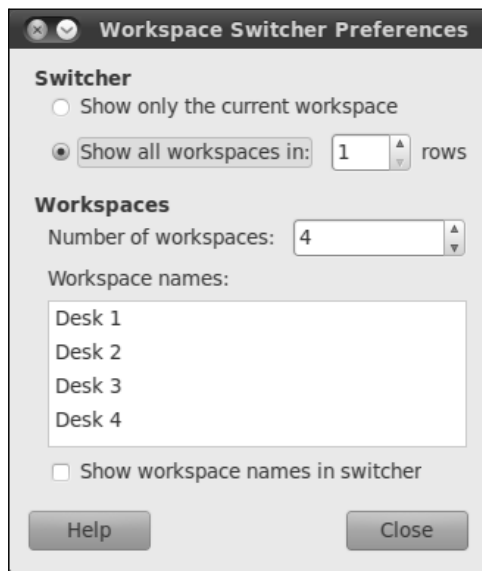 Workspace Switcher Preferences
Switcher
Show only the current workspace
Show all workspaces in: 1 rows
Workspaces
Number of workspaces: 4
Workspace names:
Desk 1
Desk 2
Desk 3
Desk 4
Show workspace names in switcher
Help Close